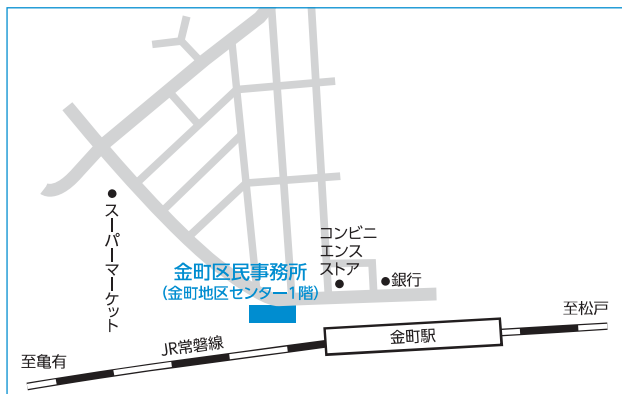 スーパーマーケット
コンビニ
エンス
ストア
銀行
金町区民事務所
(金町地区センター1階)
至松戸
金町駅
JR常磐線
至亀有